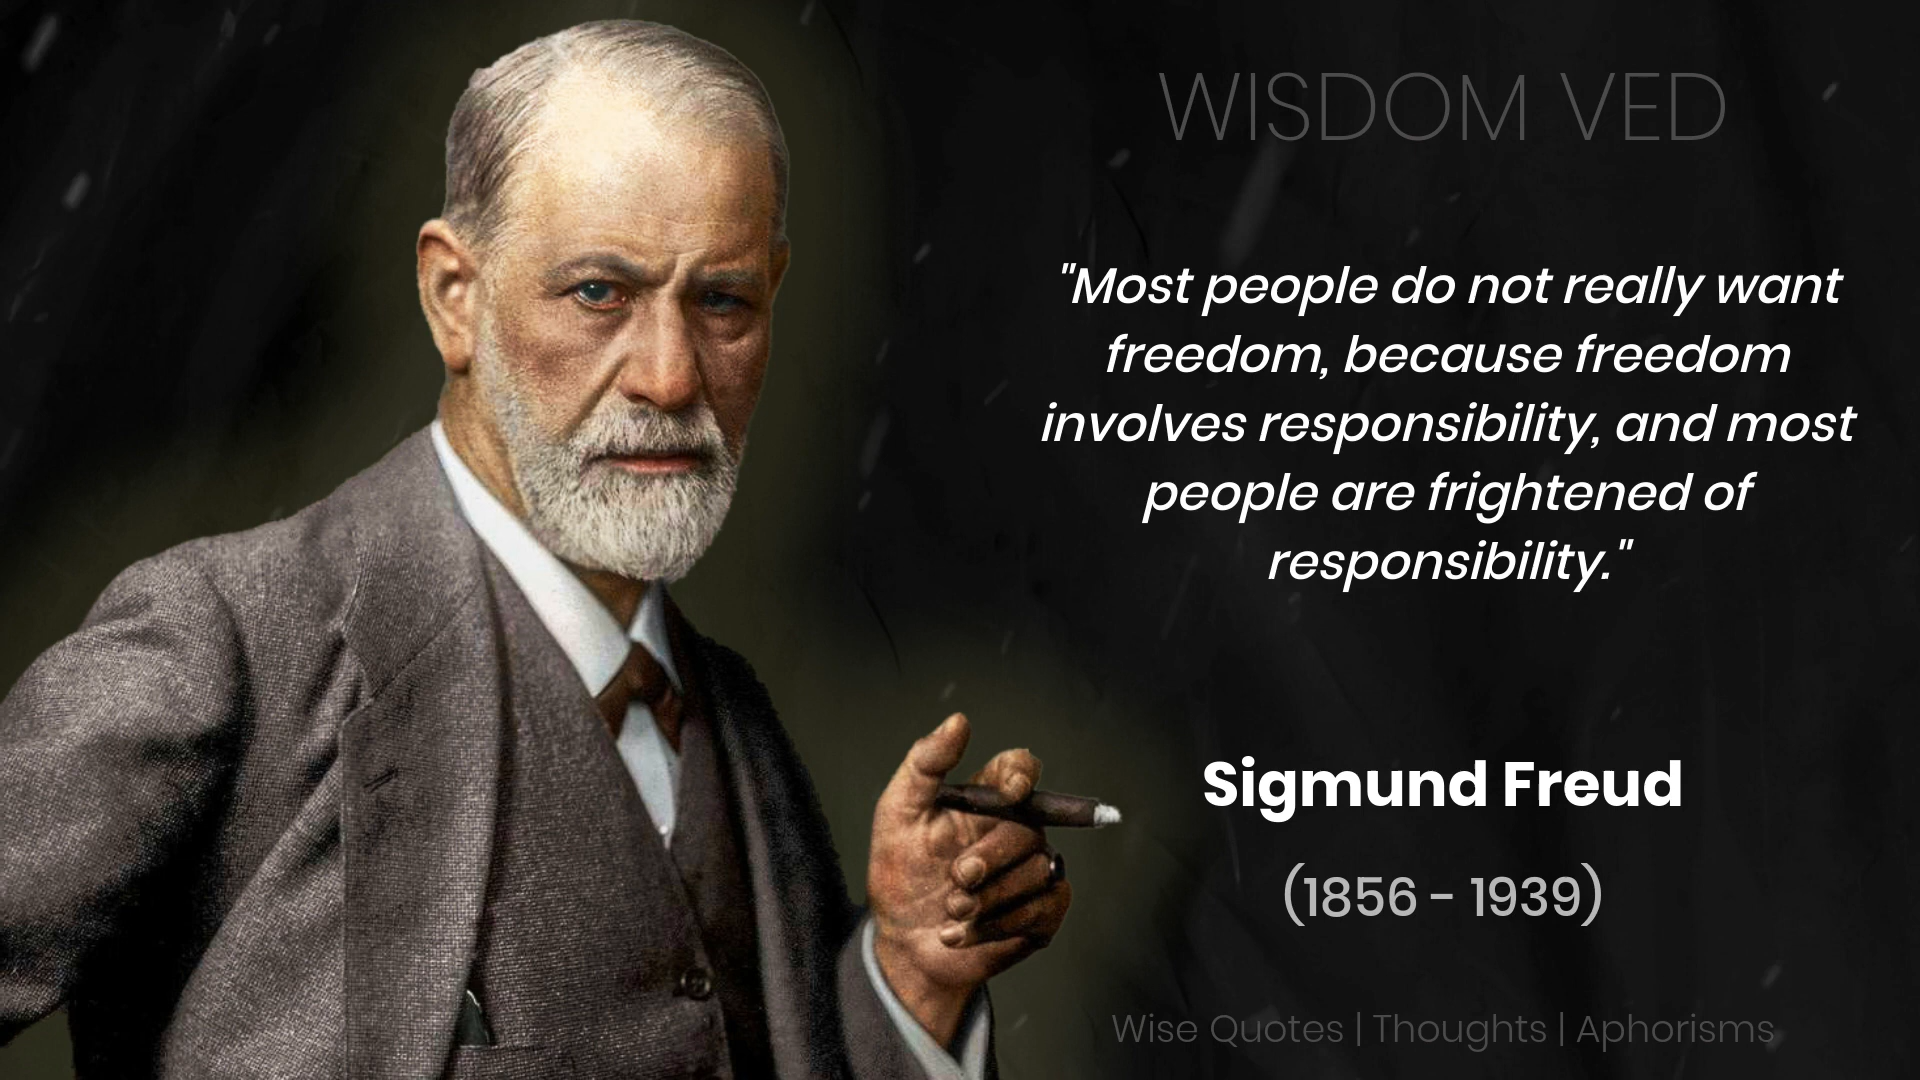 WISDOM VED
"Most people do not really want
freedom, because freedom
involves responsibility, and most
people are frightened of
responsibility."
Sigmund Freud
(1856 - 1939)
Wise Quotes | Thoughts | Aphorisms